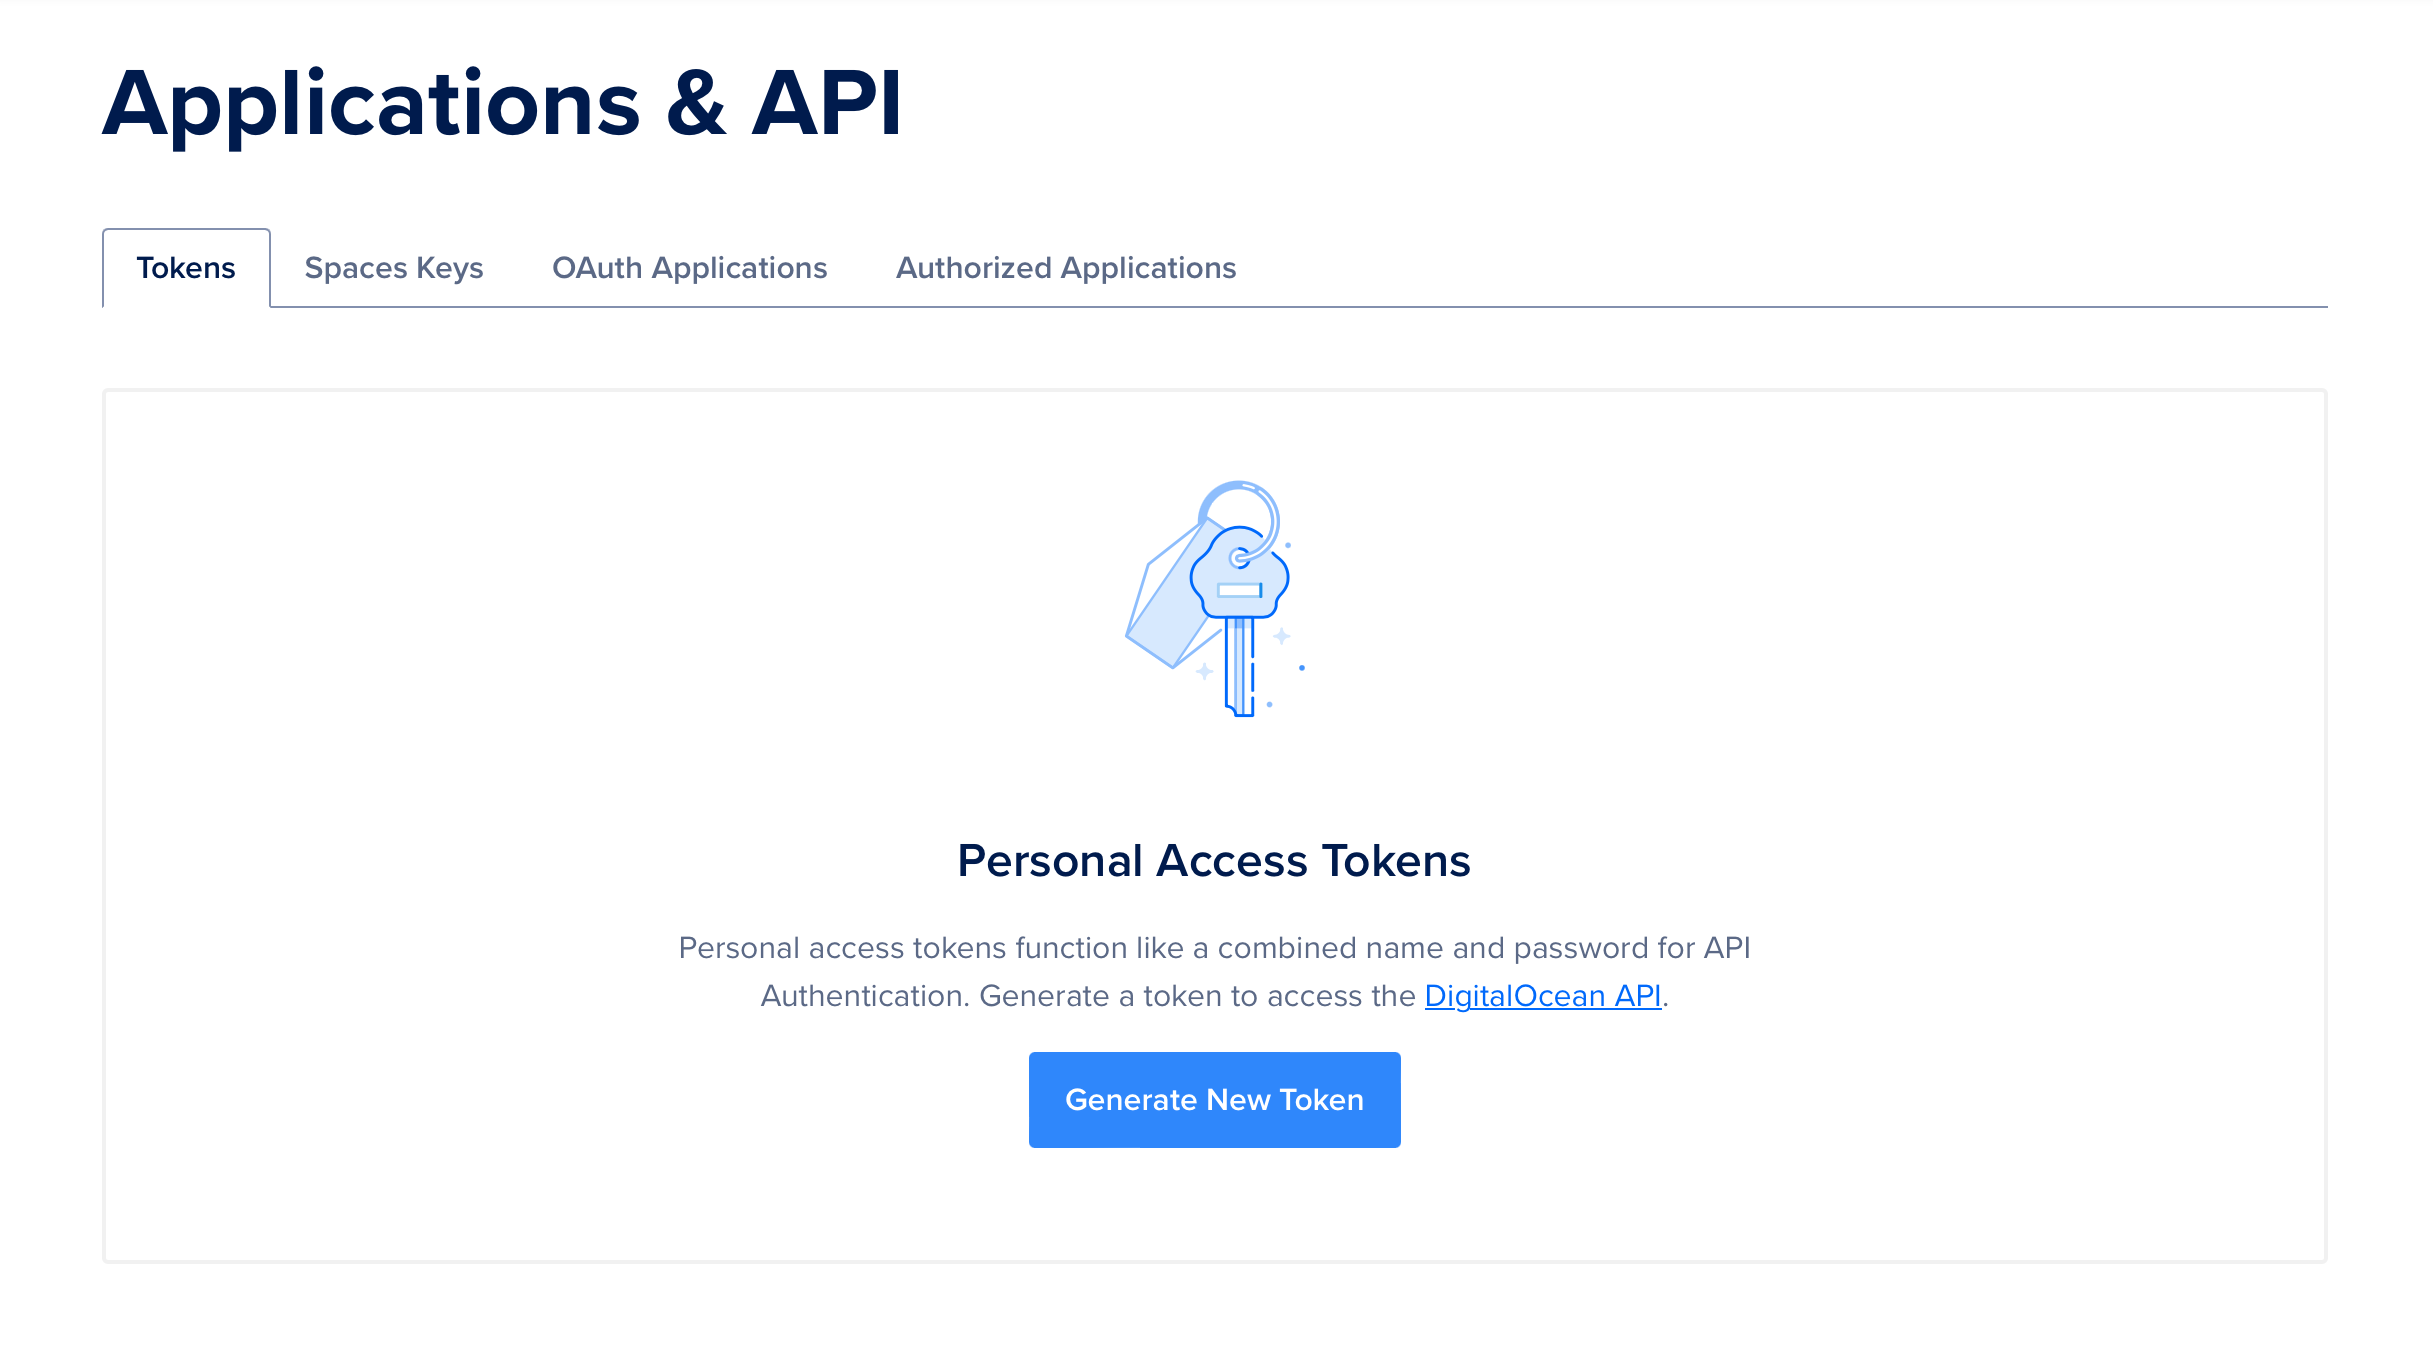 Applications & API
Tokens Spaces Keys OAuth Applications Authorized Applications
Personal Access Tokens
Personal access tokens function like a combined name and password for API
Authentication. Generate a token to access the DigitalOcean API.
Generate New Token